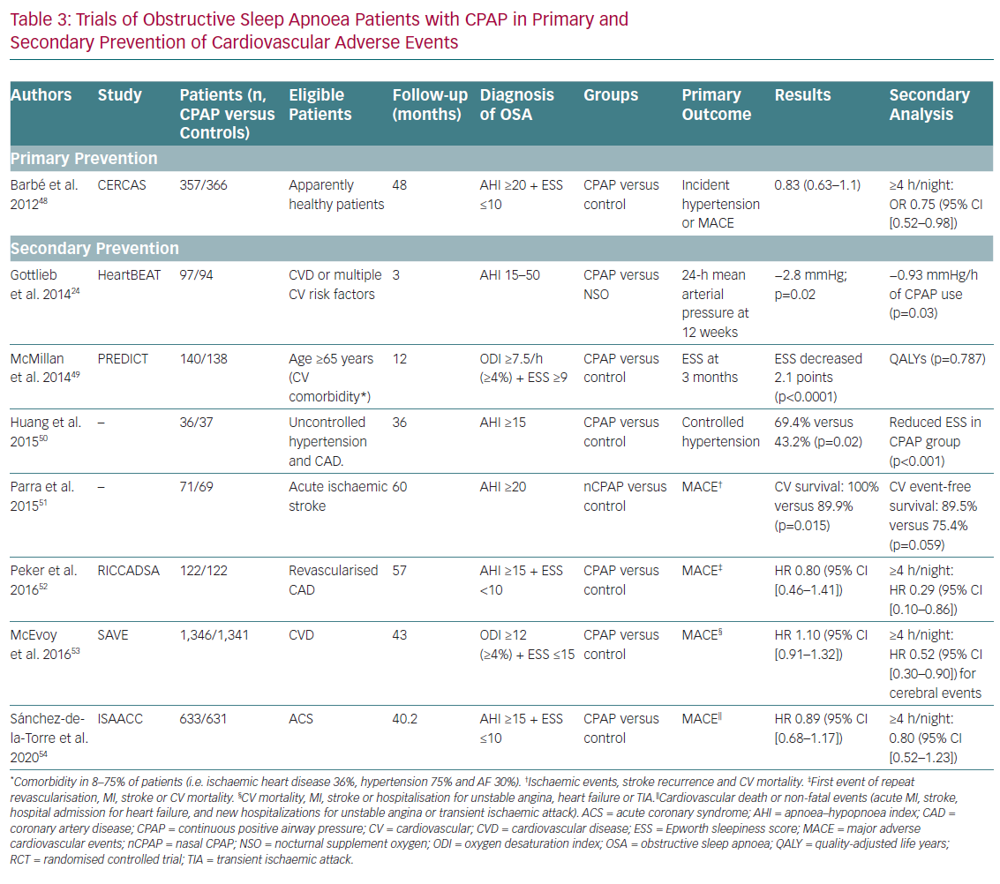 Table 3: Trials of Obstructive Sleep Apnoea Patients with CPAP in Primary and
Secondary Prevention of Cardiovascular Adverse Events
Authors Study Patients (n, CPAP versus Controls) Eligible Patients Follow-up (months) Diagnosis of OSA Groups Primary Outcome Results Secondary Analysis
Primary Prevention
Barbé et al. 2012⁴⁸ CERCAS 357/366 Apparently healthy patients 48 AHI ≥20 + ESS ≤10 CPAP versus control Incident hypertension or MACE 0.83 (0.63–1.1) ≥4 h/night: OR 0.75 (95% CI [0.52–0.98])
Secondary Prevention
Gottlieb et al. 2014²⁴ HeartBEAT 97/94 CVD or multiple CV risk factors 3 AHI 15–50 CPAP versus NSO 24-h mean arterial pressure at 12 weeks −2.8 mmHg; p=0.02 −0.93 mmHg/h of CPAP use (p=0.03)
McMillan et al. 2014⁴⁹ PREDICT 140/138 Age ≥65 years (CV comorbidity*) 12 ODI ≥7.5/h (≥4%) + ESS ≥9 CPAP versus control ESS at 3 months ESS decreased 2.1 points (p<0.0001) QALYs (p=0.787)
Huang et al. 2015⁵⁰ – 36/37 Uncontrolled hypertension and CAD. 36 AHI ≥15 CPAP versus control Controlled hypertension 69.4% versus 43.2% (p=0.02) Reduced ESS in CPAP group (p<0.001)
Parra et al. 2015⁵¹ – 71/69 Acute ischaemic stroke 60 AHI ≥20 nCPAP versus control MACE† CV survival: 100% versus 89.9% (p=0.015) CV event-free survival: 89.5% versus 75.4% (p=0.059)
Peker et al. 2016⁵² RICCADSA 122/122 Revascularised CAD 57 AHI ≥15 + ESS <10 CPAP versus control MACE‡ HR 0.80 (95% CI [0.46–1.41]) ≥4 h/night: HR 0.29 (95% CI [0.10–0.86])
McEvoy et al. 2016⁵³ SAVE 1,346/1,341 CVD 43 ODI ≥12 (≥4%) + ESS ≤15 CPAP versus control MACE§ HR 1.10 (95% CI [0.91–1.32]) ≥4 h/night: HR 0.52 (95% CI [0.30–0.90]) for cerebral events
Sánchez-de-la-Torre et al. 2020⁵⁴ ISAACC 633/631 ACS 40.2 AHI ≥15 + ESS ≤10 CPAP versus control MACE‖ HR 0.89 (95% CI [0.68–1.17]) ≥4 h/night: 0.80 (95% CI [0.52–1.23])
*Comorbidity in 8–75% of patients (i.e. ischaemic heart disease 36%, hypertension 75% and AF 30%). †Ischaemic events, stroke recurrence and CV mortality. ‡First event of repeat
revascularisation, MI, stroke or CV mortality. §CV mortality, MI, stroke or hospitalisation for unstable angina, heart failure or TIA.‖Cardiovascular death or non-fatal events (acute MI, stroke,
hospital admission for heart failure, and new hospitalizations for unstable angina or transient ischaemic attack). ACS = acute coronary syndrome; AHI = apnoea–hypopnoea index; CAD =
coronary artery disease; CPAP = continuous positive airway pressure; CV = cardiovascular; CVD = cardiovascular disease; ESS = Epworth sleepiness score; MACE = major adverse
cardiovascular events; nCPAP = nasal CPAP; NSO = nocturnal supplement oxygen; ODI = oxygen desaturation index; OSA = obstructive sleep apnoea; QALY = quality-adjusted life years;
RCT = randomised controlled trial; TIA = transient ischaemic attack.